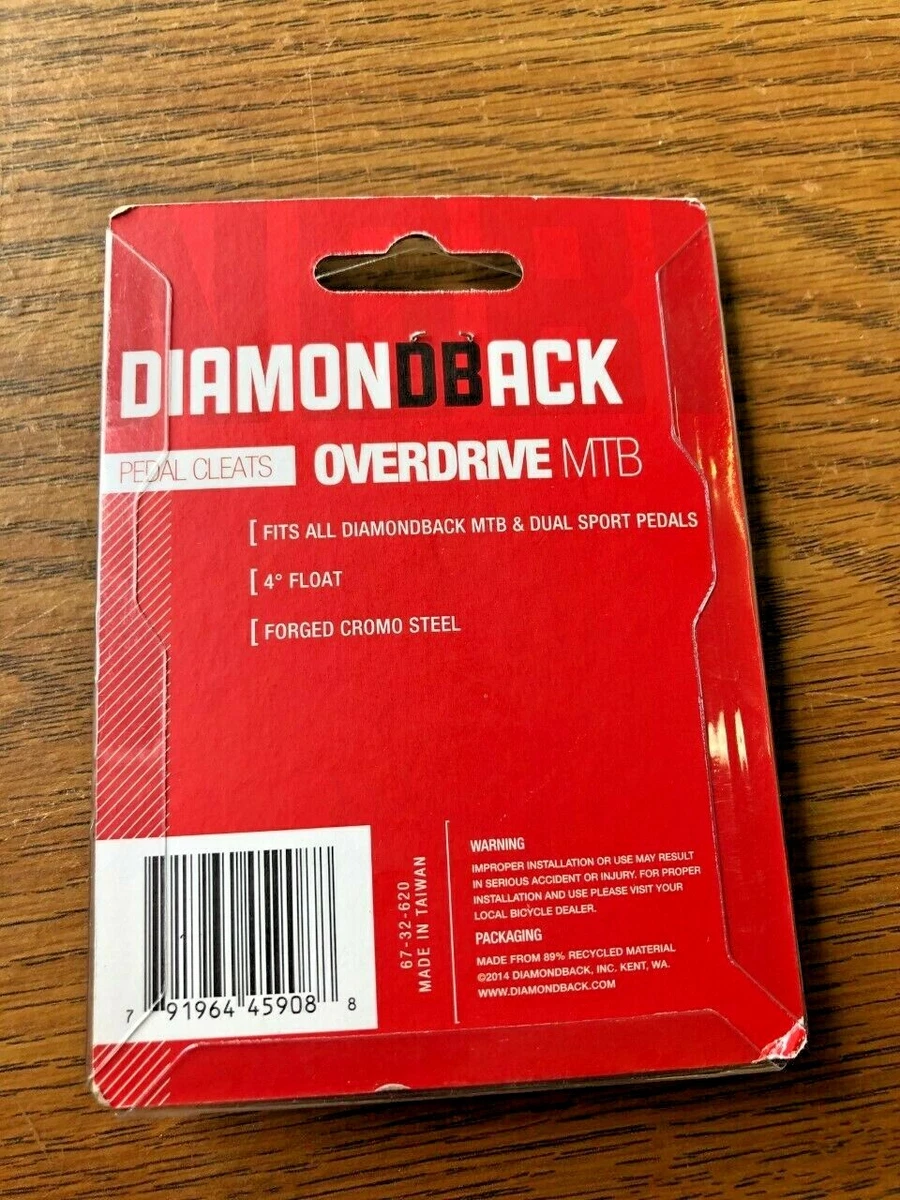 DIAMONDBACK
PEDAL CLEATS
OVERDRIVE MTB
[ FITS ALL DIAMONDBACK MTB & DUAL SPORT PEDALS
[ 4° FLOAT
[ FORGED CROMO STEEL
7 91964 45908 8
67-32-620
MADE IN TAIWAN
WARNING
IMPROPER INSTALLATION OR USE MAY RESULT
IN SERIOUS ACCIDENT OR INJURY. FOR PROPER
INSTALLATION AND USE PLEASE VISIT YOUR
LOCAL BICYCLE DEALER.
PACKAGING
MADE FROM 89% RECYCLED MATERIAL
©2014 DIAMONDBACK, INC. KENT, WA.
WWW.DIAMONDBACK.COM